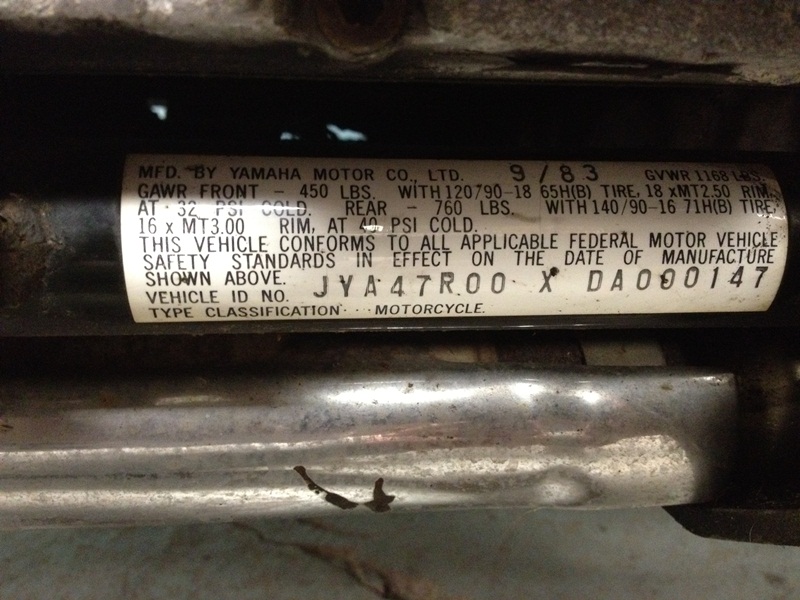 MFD. BY YAMAHA MOTOR CO., LTD. 9/83 GVWR 1168 LBS.
GAWR FRONT - 450 LBS. WITH 120/90-18 65H(B) TIRE, 18 xMT2.50 RIM,
AT 32 PSI COLD. REAR - 760 LBS. WITH 140/90-16 71H(B) TIRE,
16 x MT3.00 RIM, AT 40 PSI COLD.
THIS VEHICLE CONFORMS TO ALL APPLICABLE FEDERAL MOTOR VEHICLE
SAFETY STANDARDS IN EFFECT ON THE DATE OF MANUFACTURE
SHOWN ABOVE.
VEHICLE ID NO. JYA47R00 X DA000147
TYPE CLASSIFICATION MOTORCYCLE.